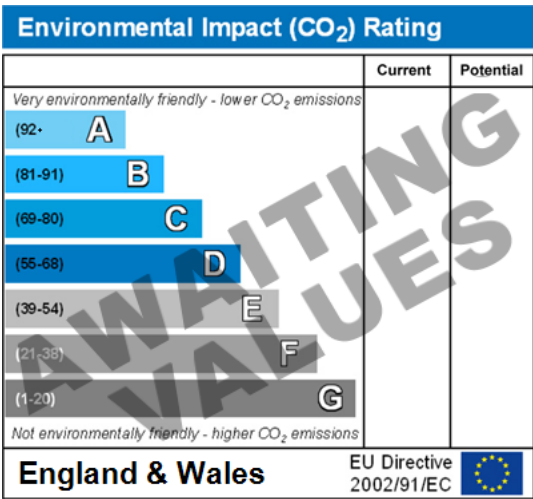 Environmental Impact (CO₂) Rating
Current Potential
Very environmentally friendly - lower CO₂ emissions
(92+ A
(81-91) B
(69-80) C
(55-68) D
(39-54) E
(21-38) F
(1-20) G
Not environmentally friendly - higher CO₂ emissions
AWAITING
VALUES
England & Wales
EU Directive
2002/91/EC